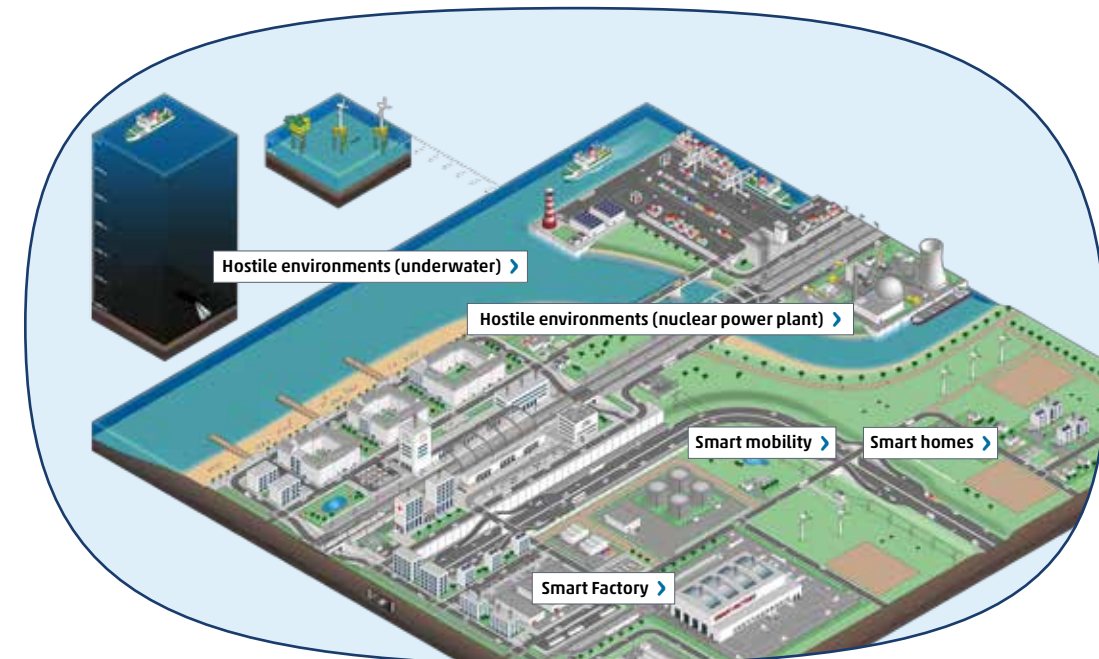 Hostile environments (underwater) ›
Hostile environments (nuclear power plant) ›
Smart mobility ›
Smart homes ›
Smart Factory ›